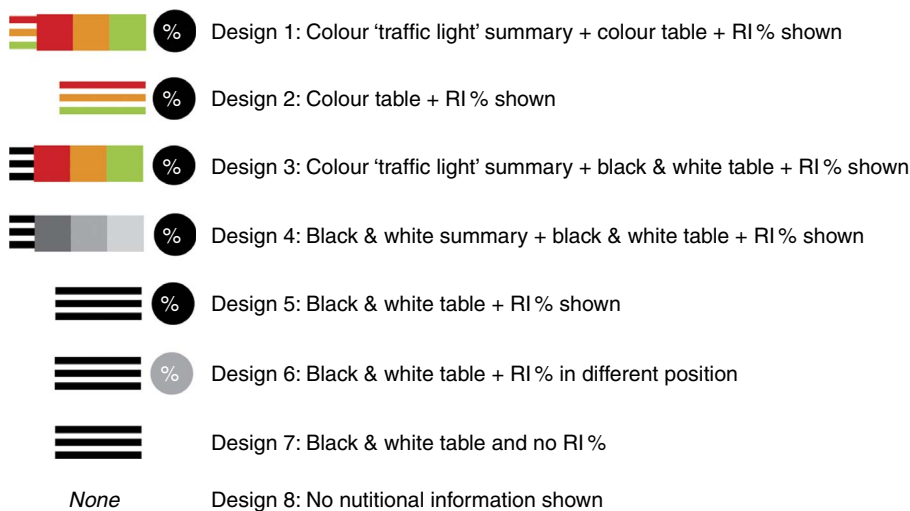 % Design 1: Colour ‘traffic light’ summary + colour table + RI % shown
% Design 2: Colour table + RI % shown
% Design 3: Colour ‘traffic light’ summary + black & white table + RI % shown
% Design 4: Black & white summary + black & white table + RI % shown
% Design 5: Black & white table + RI % shown
% Design 6: Black & white table + RI % in different position
Design 7: Black & white table and no RI %
None Design 8: No nutitional information shown